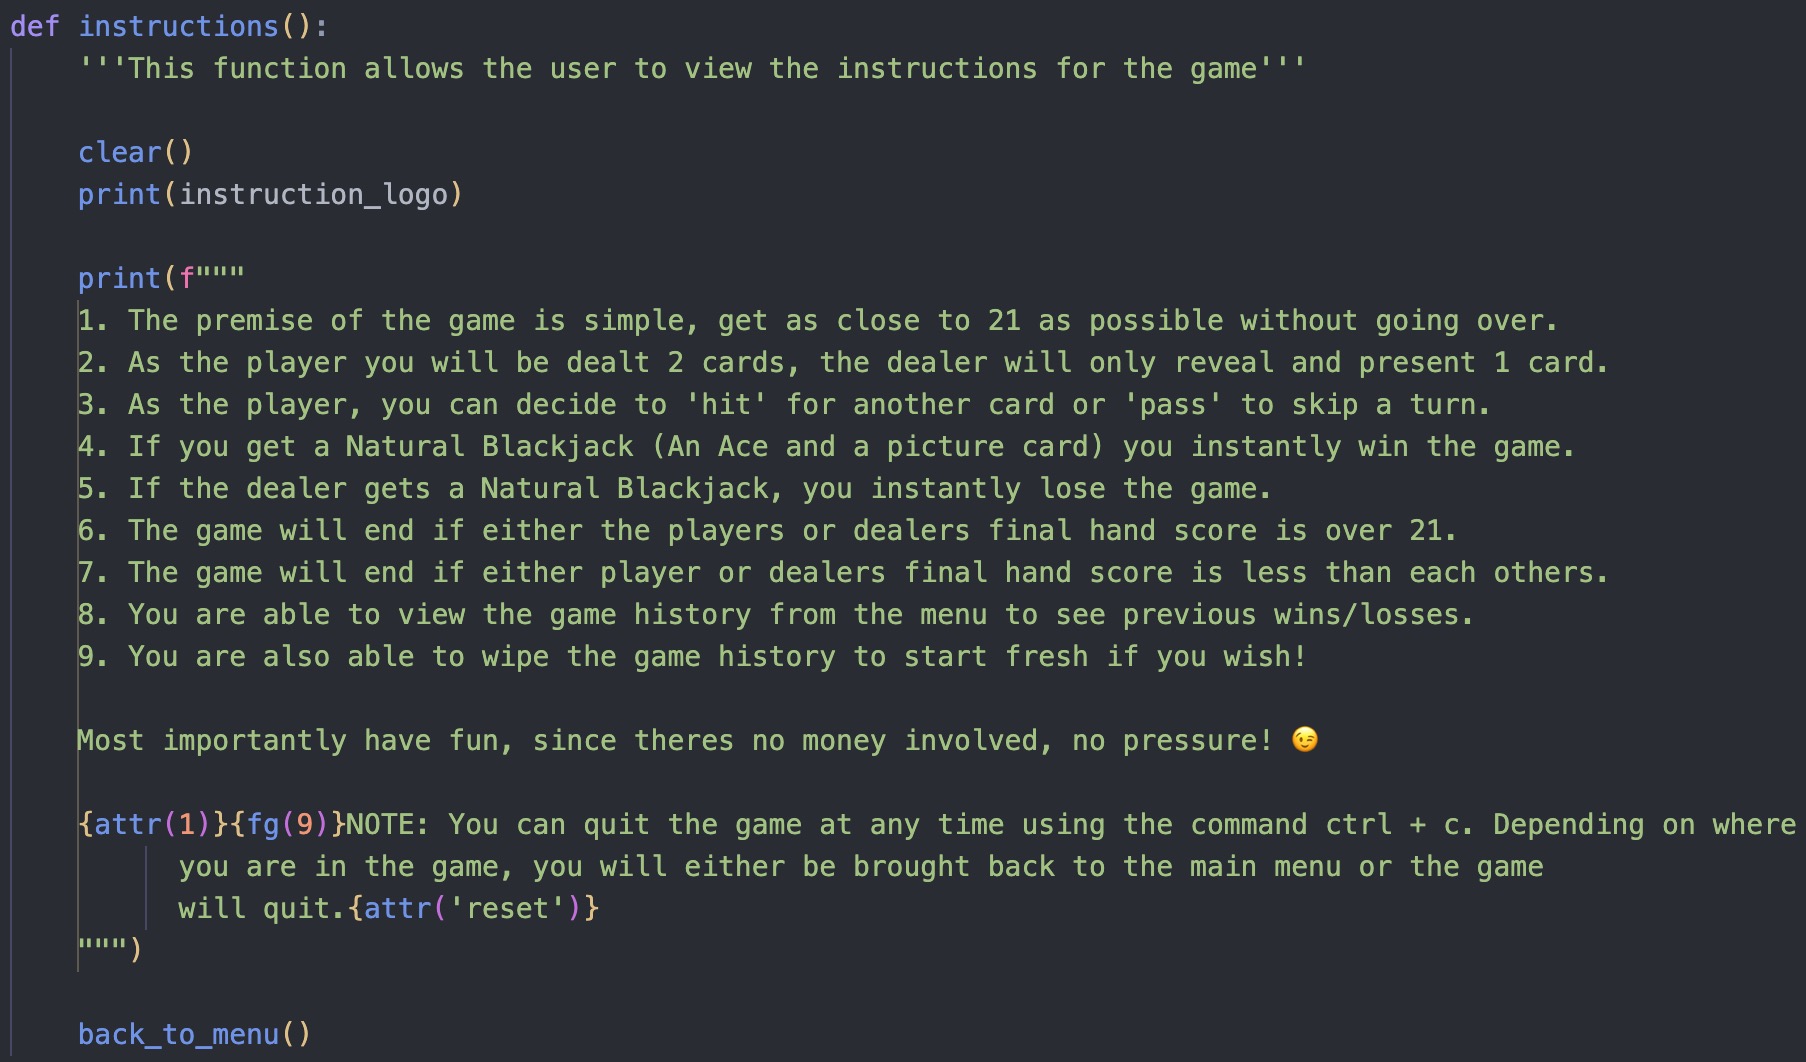 def instructions():
'''This function allows the user to view the instructions for the game'''
clear()
print(instruction_logo)
print(f"""
1. The premise of the game is simple, get as close to 21 as possible without going over.
2. As the player you will be dealt 2 cards, the dealer will only reveal and present 1 card.
3. As the player, you can decide to 'hit' for another card or 'pass' to skip a turn.
4. If you get a Natural Blackjack (An Ace and a picture card) you instantly win the game.
5. If the dealer gets a Natural Blackjack, you instantly lose the game.
6. The game will end if either the players or dealers final hand score is over 21.
7. The game will end if either player or dealers final hand score is less than each others.
8. You are able to view the game history from the menu to see previous wins/losses.
9. You are also able to wipe the game history to start fresh if you wish!
Most importantly have fun, since theres no money involved, no pressure! 😉
{attr(1)}{fg(9)}NOTE: You can quit the game at any time using the command ctrl + c. Depending on where
you are in the game, you will either be brought back to the main menu or the game
will quit.{attr('reset')}
""")
back_to_menu()